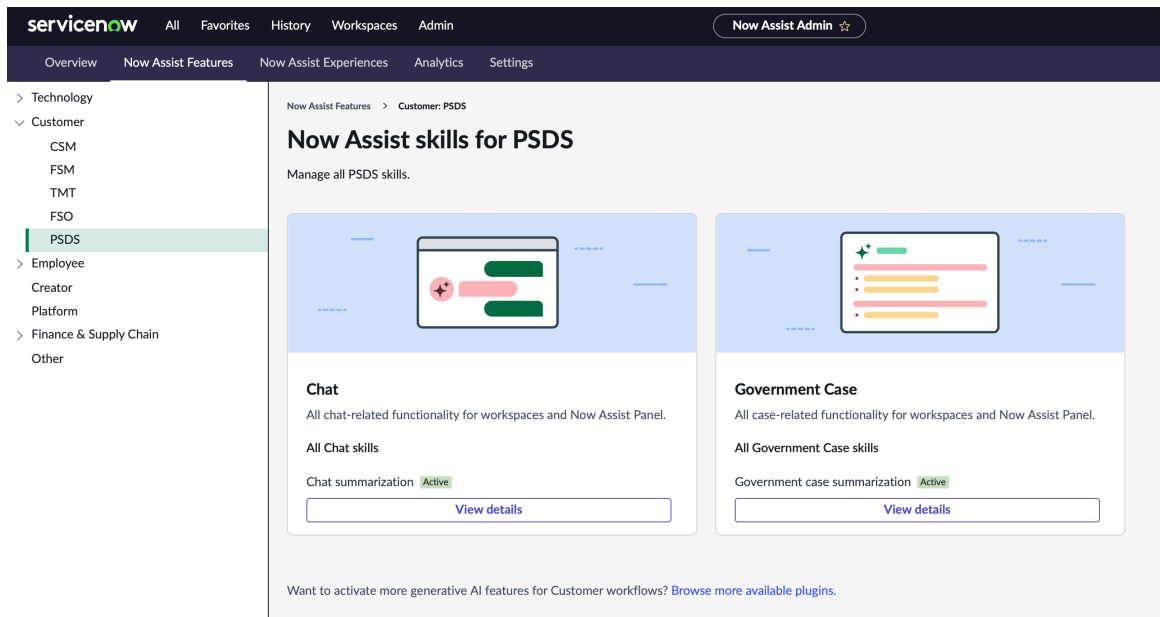 servicenow All Favorites History Workspaces Admin Now Assist Admin
Overview Now Assist Features Now Assist Experiences Analytics Settings
Technology
Customer
CSM
FSM
TMT
FSO
PSDS
Employee
Creator
Platform
Finance & Supply Chain
Other
Now Assist Features > Customer: PSDS
Now Assist skills for PSDS
Manage all PSDS skills.
Chat
All chat-related functionality for workspaces and Now Assist Panel.
All Chat skills
Chat summarization Active
View details
Government Case
All case-related functionality for workspaces and Now Assist Panel.
All Government Case skills
Government case summarization Active
View details
Want to activate more generative AI features for Customer workflows? Browse more available plugins.